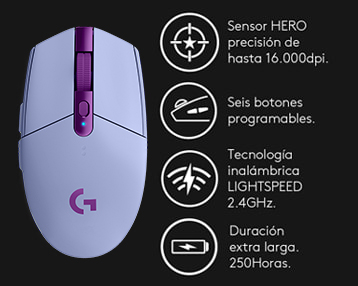 Sensor HERO
precisión de
hasta 16.000dpi.
Seis botones
programables.
Tecnología
inalámbrica
LIGHTSPEED
2.4GHz.
Duración
extra larga.
250Horas.